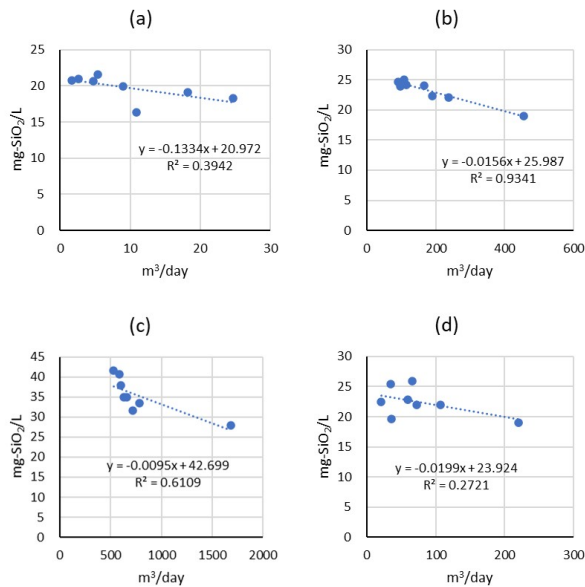 (a)
25
20
15
10
5
0
mg-SiO₂/L
y = -0.1334x + 20.972
R² = 0.3942
0 10 20 30
m³/day
(b)
30
25
20
15
10
5
0
mg-SiO₂/L
y = -0.0156x + 25.987
R² = 0.9341
0 200 400 600
m³/day
(c)
45
40
35
30
25
20
15
10
5
0
mg-SiO₂/L
y = -0.0095x + 42.699
R² = 0.6109
0 500 1000 1500 2000
m³/day
(d)
30
25
20
15
10
5
0
mg-SiO₂/L
y = -0.0199x + 23.924
R² = 0.2721
0 100 200 300
m³/day